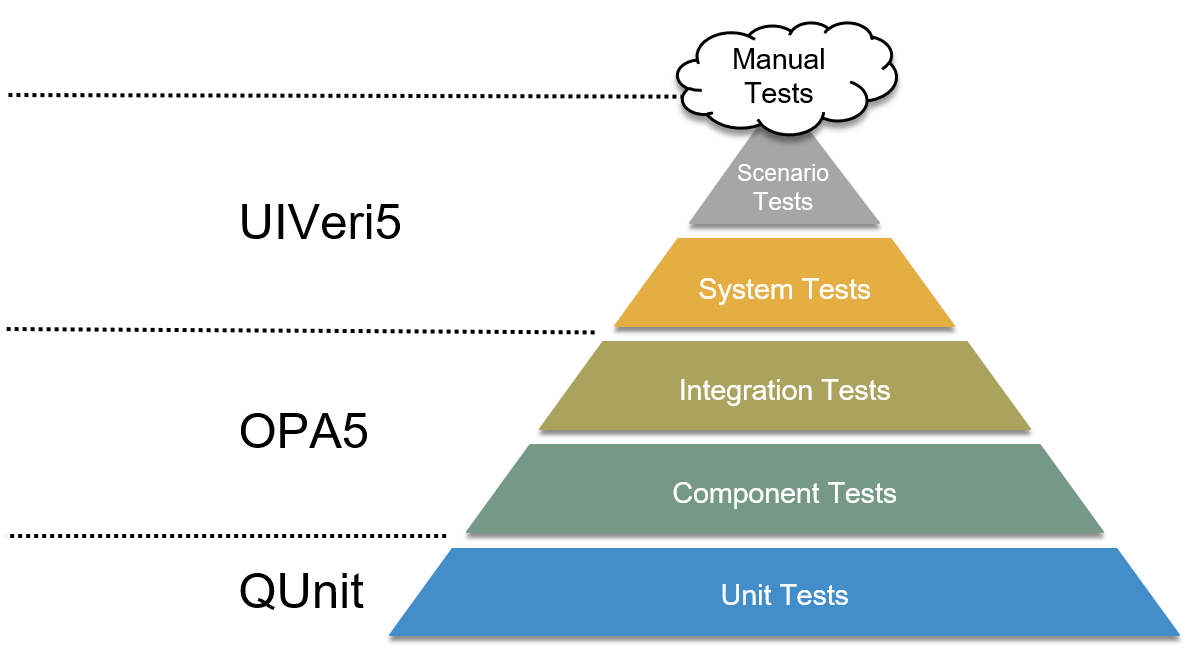 Manual
Tests
Scenario
Tests
UIVeri5
System Tests
Integration Tests
OPA5
Component Tests
QUnit
Unit Tests